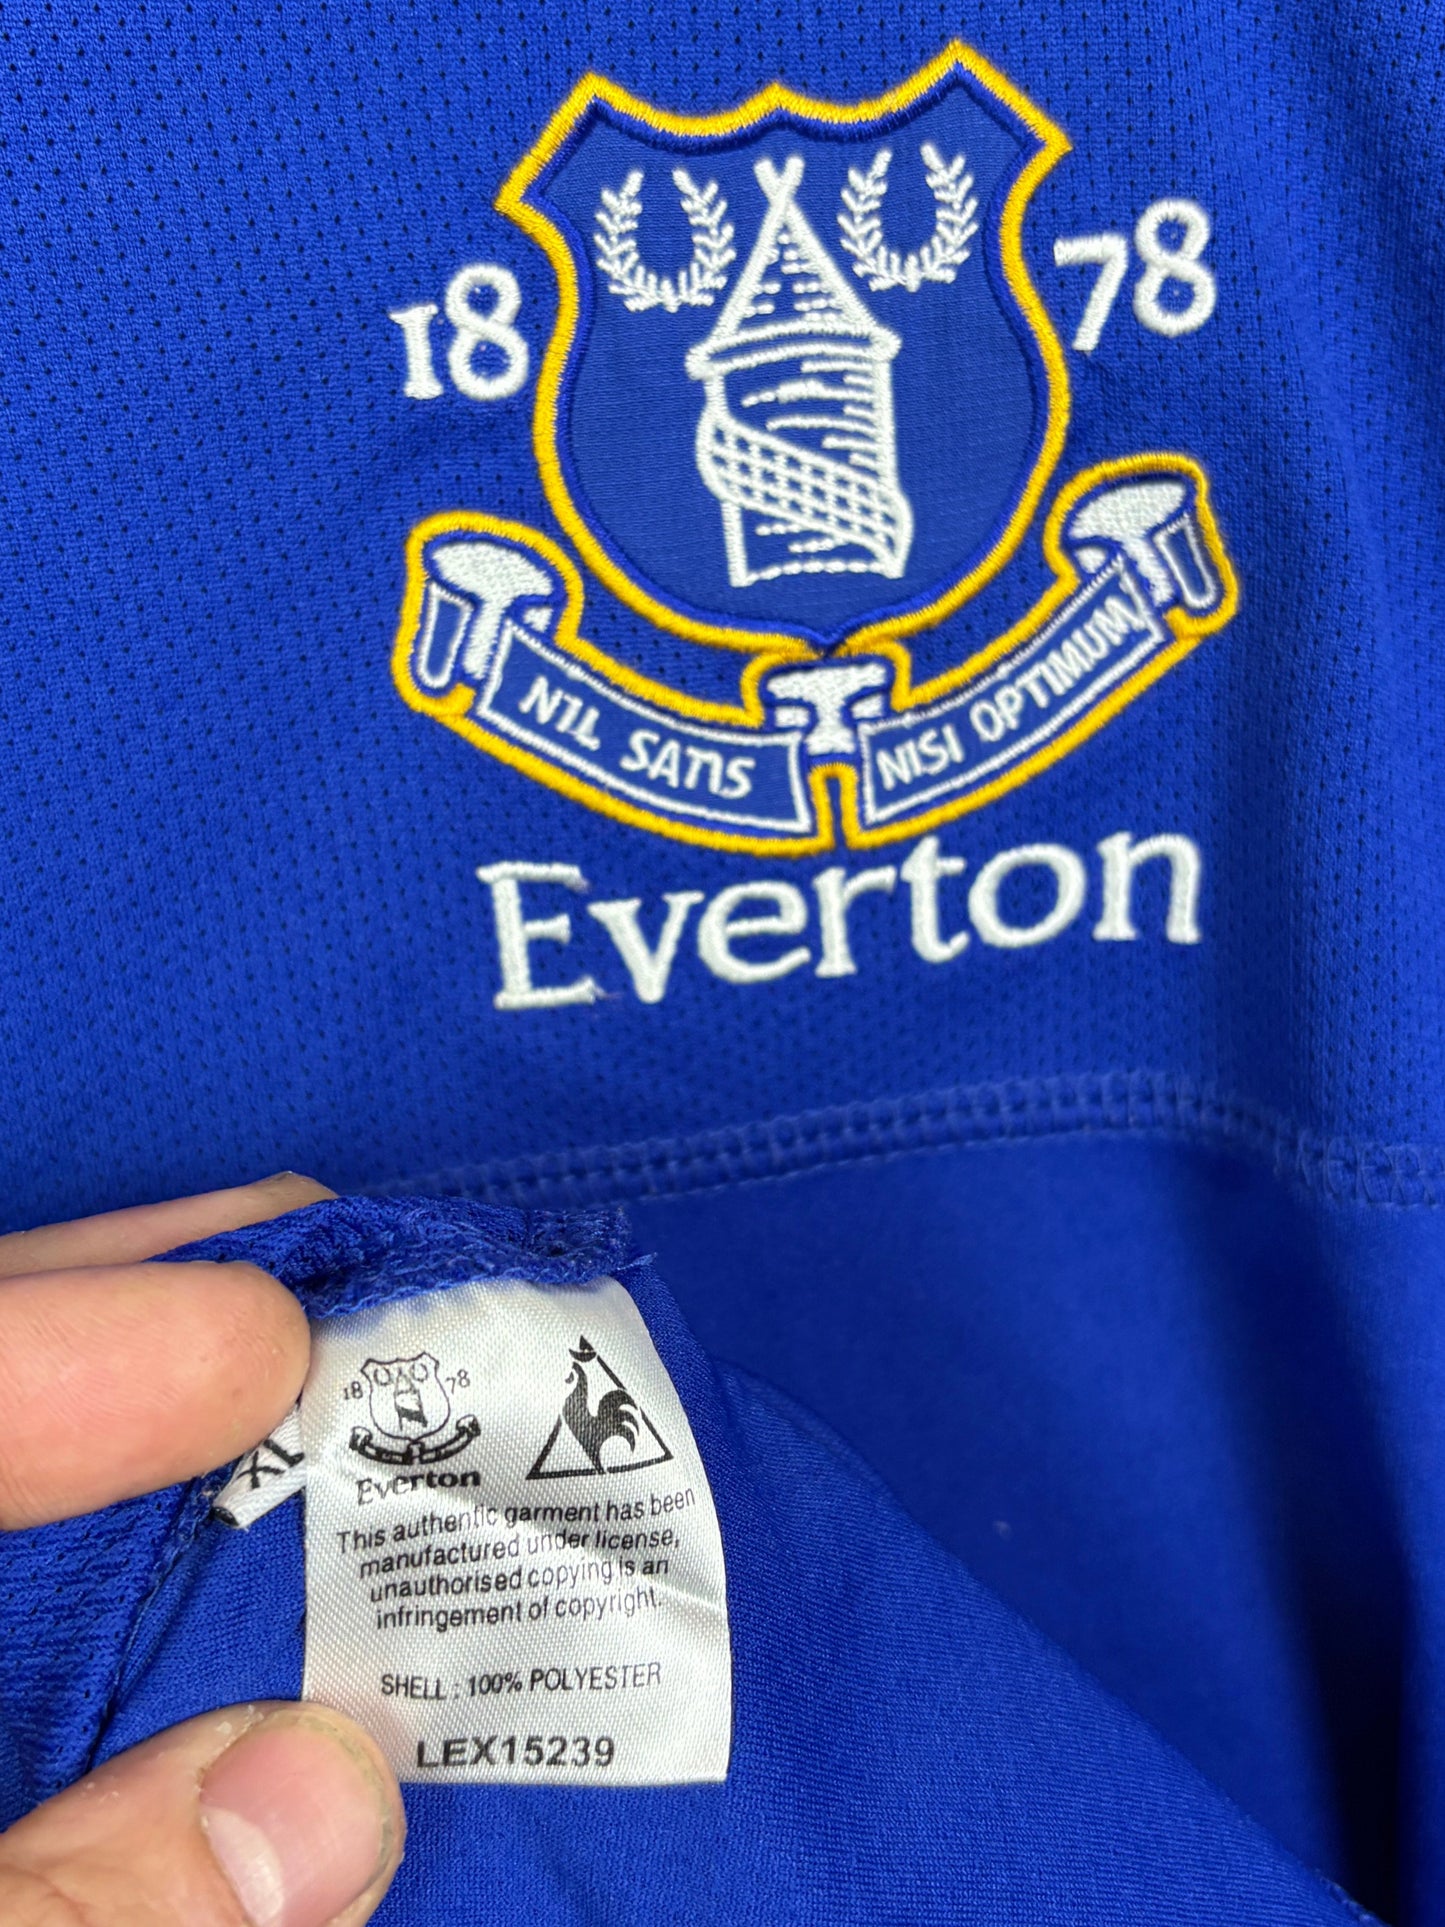 18 78
NIL SATIS NISI OPTIMUM
Everton
XL
18 78
Everton
This authentic garment has been
manufactured under license,
unauthorised copying is an
infringement of copyright.
SHELL : 100% POLYESTER
LEX15239